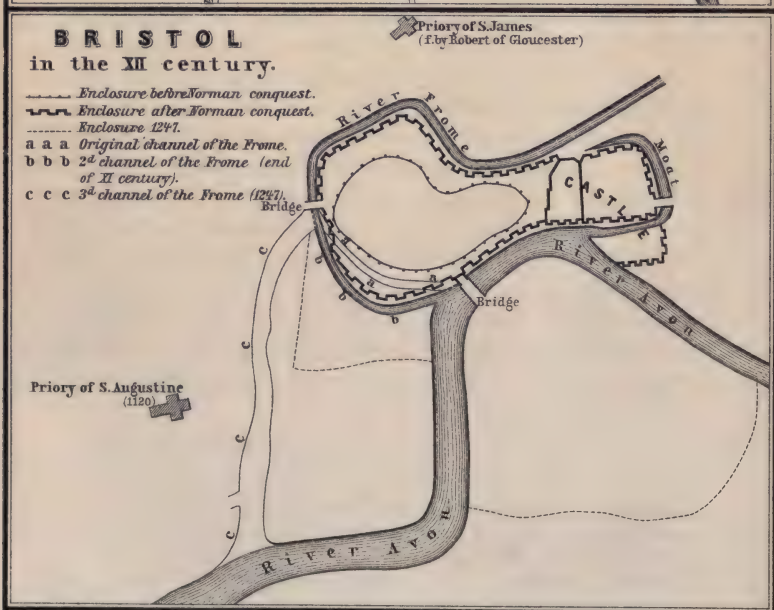 BRISTOL
in the XII century.
Enclosure before Norman conquest.
Enclosure after Norman conquest.
Enclosure 1247.
a a a Original channel of the Frome.
b b b 2d channel of the Frome (end
of XI century).
c c c 3d channel of the Frome (1247).
Priory of S. James
(f. by Robert of Gloucester)
River Frome
Moat
CASTLE
Bridge
a
a
a
b
b
b
River Avon
Bridge
c
c
c
c
Priory of S. Augustine
(1120)
River Avon